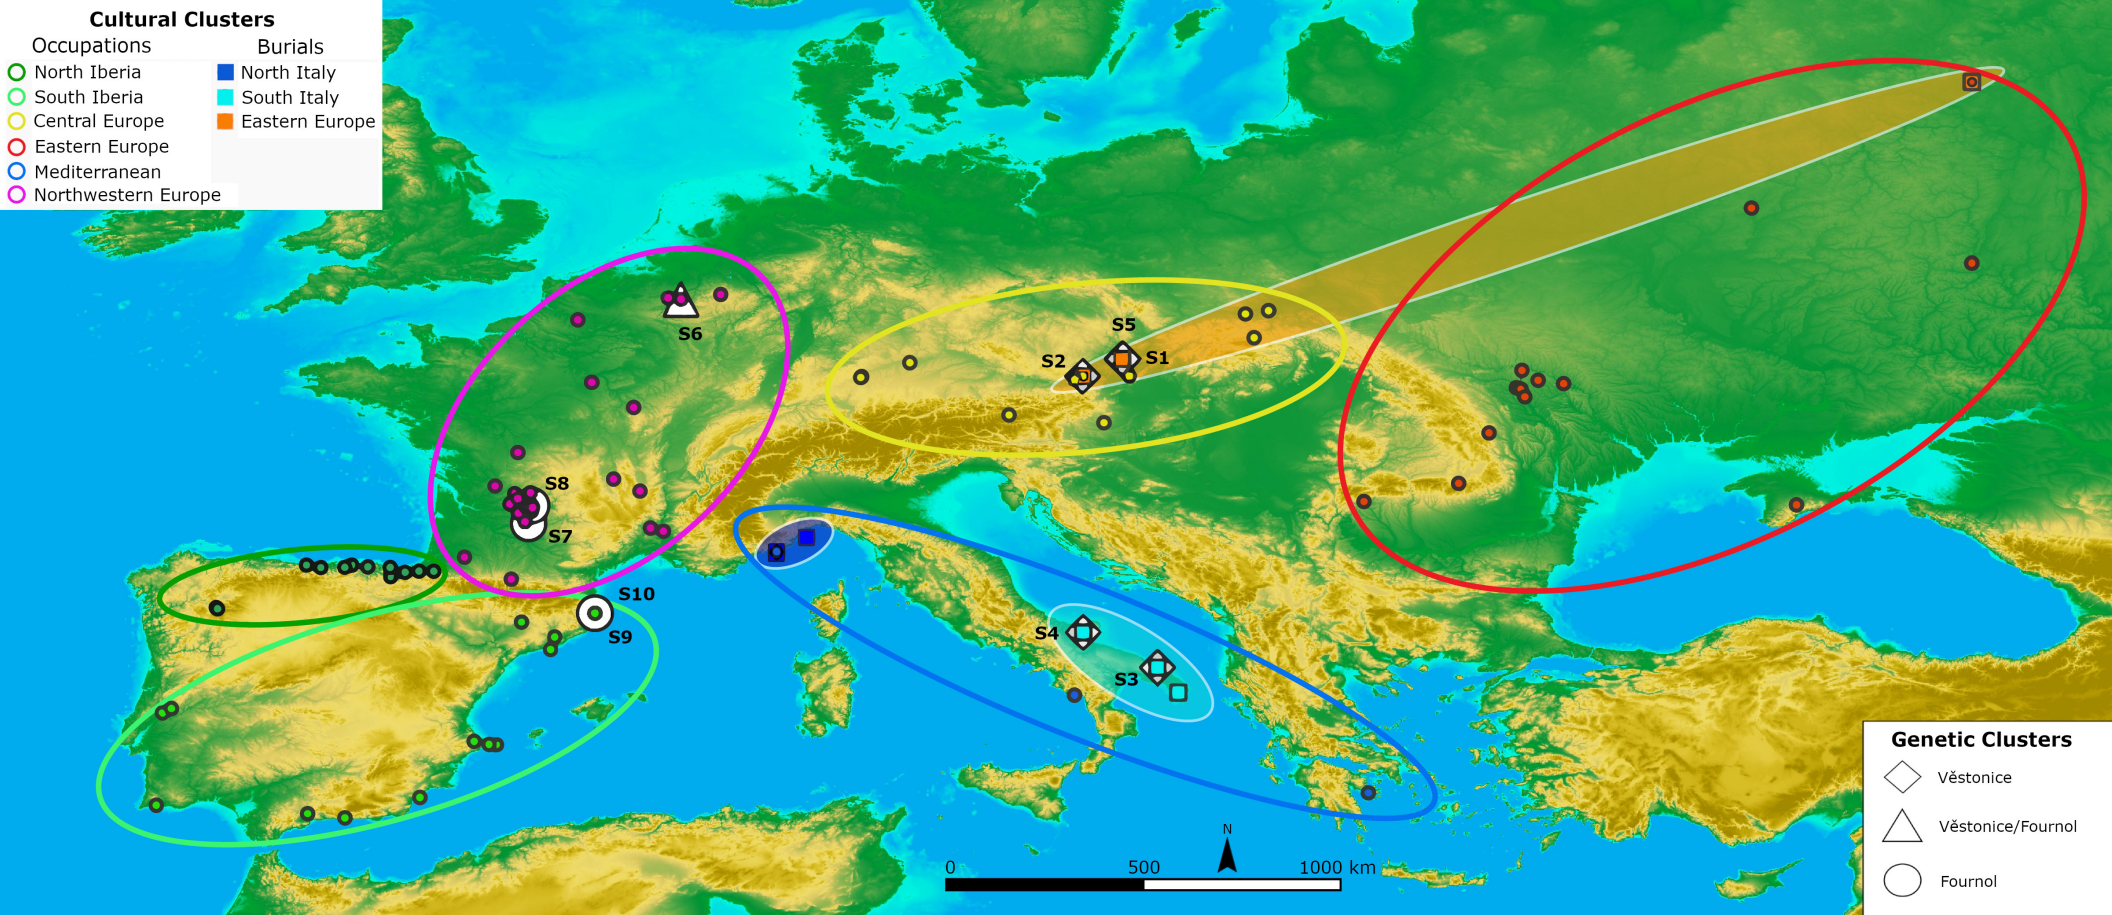 Cultural Clusters
Occupations
Burials
North Iberia
South Iberia
Central Europe
Eastern Europe
Mediterranean
Northwestern Europe
North Italy
South Italy
Eastern Europe
S6
S5
S2
S1
S8
S7
S10
S9
S4
S3
N
0 500 1000 km
Genetic Clusters
Věstonice
Věstonice/Fournol
Fournol